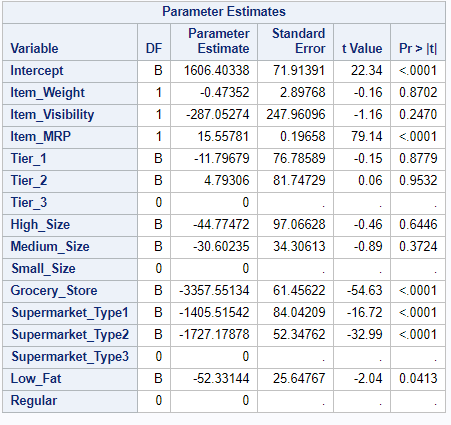 Parameter Estimates
Variable DF Parameter Estimate Standard Error t Value Pr > |t|
Intercept B 1606.40338 71.91391 22.34 <.0001
Item_Weight 1 -0.47352 2.89768 -0.16 0.8702
Item_Visibility 1 -287.05274 247.96096 -1.16 0.2470
Item_MRP 1 15.55781 0.19658 79.14 <.0001
Tier_1 B -11.79679 76.78589 -0.15 0.8779
Tier_2 B 4.79306 81.74729 0.06 0.9532
Tier_3 0 0 . . .
High_Size B -44.77472 97.06628 -0.46 0.6446
Medium_Size B -30.60235 34.30613 -0.89 0.3724
Small_Size 0 0 . . .
Grocery_Store B -3357.55134 61.45622 -54.63 <.0001
Supermarket_Type1 B -1405.51542 84.04209 -16.72 <.0001
Supermarket_Type2 B -1727.17878 52.34762 -32.99 <.0001
Supermarket_Type3 0 0 . . .
Low_Fat B -52.33144 25.64767 -2.04 0.0413
Regular 0 0 . . .